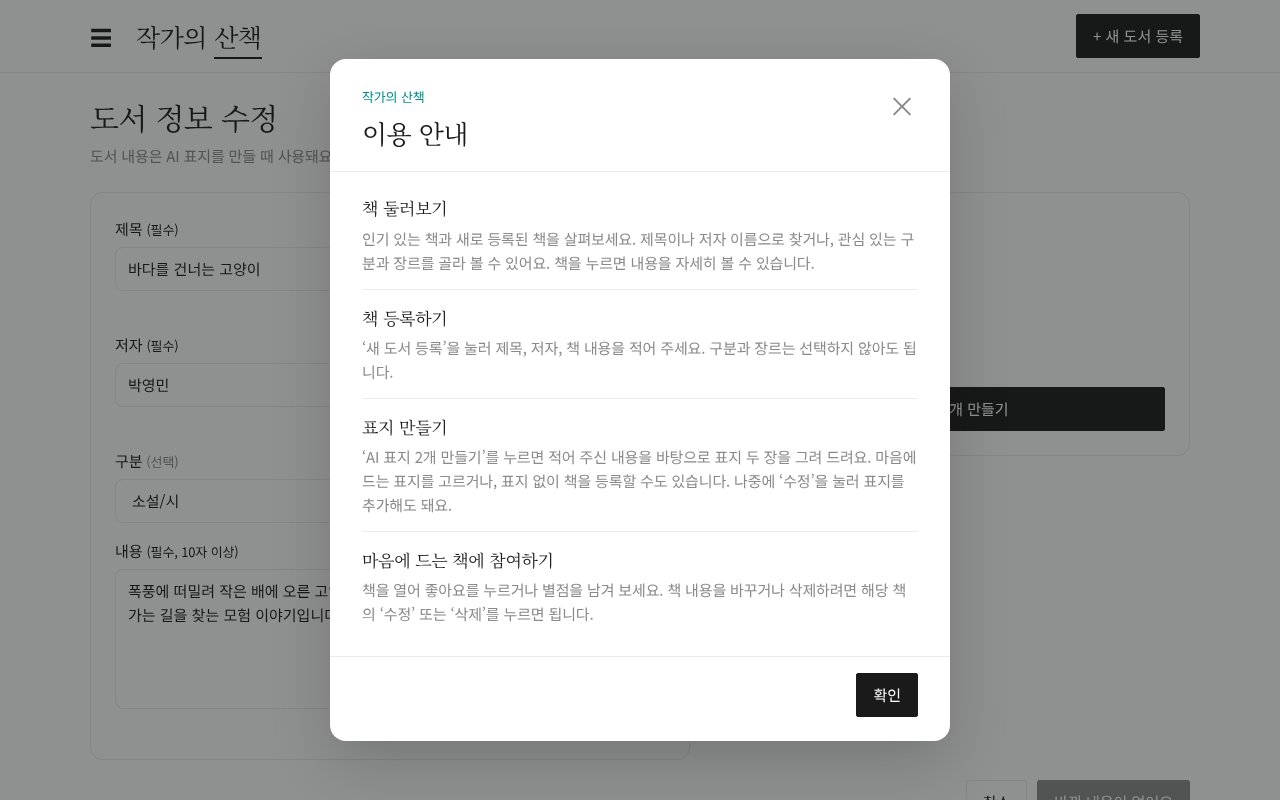 작가의 산책
+ 새 도서 등록
도서 정보 수정
도서 내용은 AI 표지를 만들 때 사용돼요
제목 (필수)
바다를 건너는 고양이
저자 (필수)
박영민
구분 (선택)
소설/시
내용 (필수, 10자 이상)
폭풍에 떠밀려 작은 배에 오른
가는 길을 찾는 모험
만들기
작가의 산책
이용 안내
책 둘러보기
인기 있는 책과 새로 등록된 책을 살펴보세요. 제목이나 저자 이름으로 찾거나, 관심 있는 구
분과 장르를 골라 볼 수 있어요. 책을 누르면 내용을 자세히 볼 수 있습니다.
책 등록하기
‘새 도서 등록’을 눌러 제목, 저자, 책 내용을 적어 주세요. 구분과 장르는 선택하지 않아도 됩
니다.
표지 만들기
‘AI 표지 2개 만들기’를 누르면 적어 주신 내용을 바탕으로 표지 두 장을 그려 드려요. 마음에
드는 표지를 고르거나, 표지 없이 책을 등록할 수도 있습니다. 나중에 ‘수정’을 눌러 표지를
추가해도 돼요.
마음에 드는 책에 참여하기
책을 열어 좋아요를 누르거나 별점을 남겨 보세요. 책 내용을 바꾸거나 삭제하려면 해당 책
의 ‘수정’ 또는 ‘삭제’를 누르면 됩니다.
확인